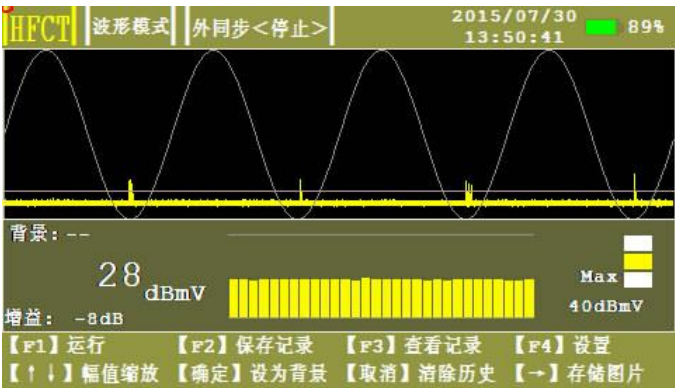 HFCT 波形模式 外同步<停止> 2015/07/30 89%
13:50:41
背景:--
28 dBmV
Max
40dBmV
增益: -8dB
【F1】运行 【F2】保存记录 【F3】查看记录 【F4】设置
【↑↓】幅值缩放 【确定】设为背景 【取消】清除历史 【→】存储图片